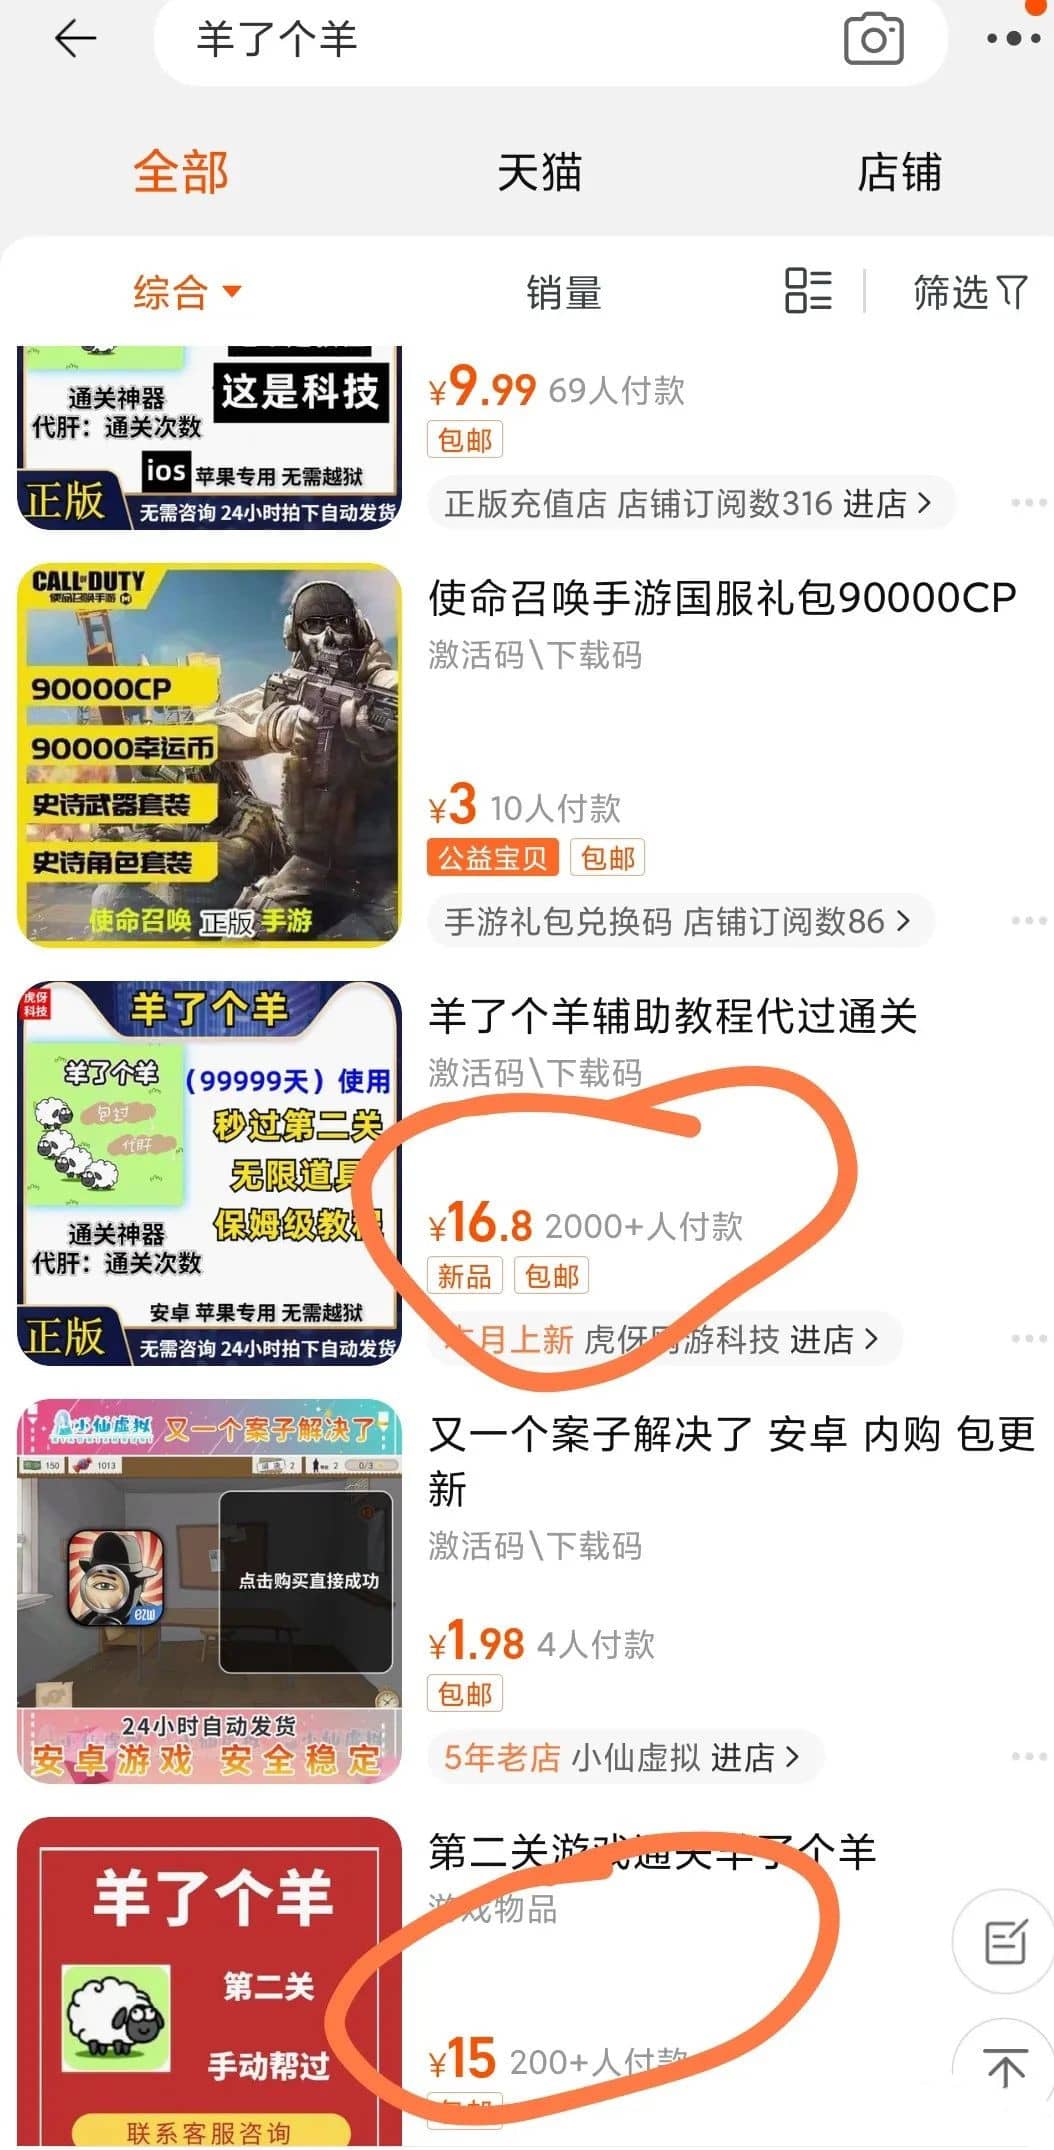 羊了个羊
全部
天猫
店铺
综合
销量
筛选
这是科技
通关神器
代肝：通关次数
ios 苹果专用 无需越狱
正版
无需咨询 24小时拍下自动发货
¥9.99 69人付款
包邮
正版充值店 店铺订阅数316 进店
CALL OF DUTY
使命召唤手游
90000CP
90000幸运币
史诗武器套装
史诗角色套装
使命召唤 正版 手游
使命召唤手游国服礼包90000CP
激活码\下载码
¥3 10人付款
公益宝贝 包邮
手游礼包兑换码 店铺订阅数86
虎伢
科技
羊了个羊
羊了个羊
包过
代肝
(99999天) 使用
秒过第二关
无限道具
保姆级教程
通关神器
代肝：通关次数
安卓 苹果专用 无需越狱
正版
无需咨询 24小时拍下自动发货
羊了个羊辅助教程代过通关
激活码\下载码
¥16.8 2000+人付款
新品 包邮
本月上新 虎伢网游科技 进店
小仙虚拟 又一个案子解决了
150 1013 2 2 0/3
点击购买直接成功
ezw
24小时自动发货
安卓游戏 安全稳定
又一个案子解决了 安卓 内购 包更
新
激活码\下载码
¥1.98 4人付款
包邮
5年老店 小仙虚拟 进店
羊了个羊
第二关
手动帮过
联系客服咨询
第二关游戏通关羊了个羊
游戏物品
¥15 200+人付款
包邮